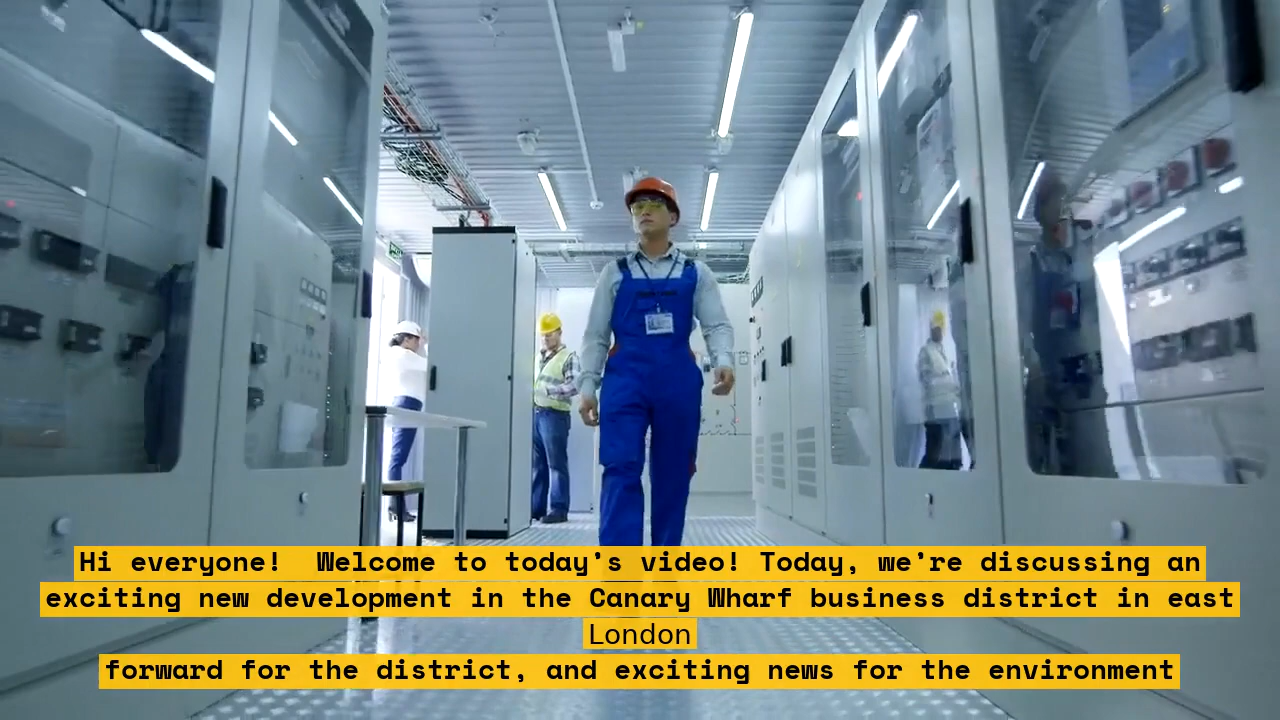 Hi everyone!  Welcome to today's video! Today, we're discussing an
exciting new development in the Canary Wharf business district in east
London
forward for the district, and exciting news for the environment